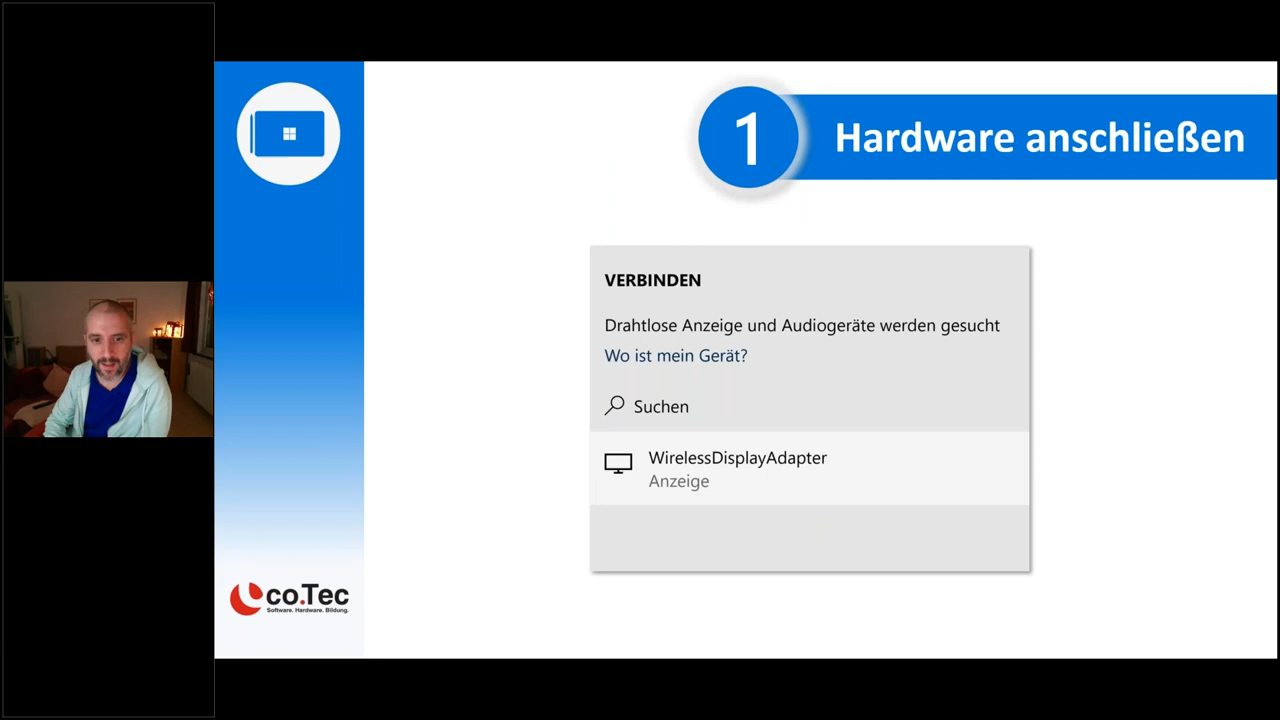 1
Hardware anschließen
VERBINDEN
Drahtlose Anzeige und Audiogeräte werden gesucht
Wo ist mein Gerät?
Suchen
WirelessDisplayAdapter
Anzeige
co.Tec
Software. Hardware. Bildung.